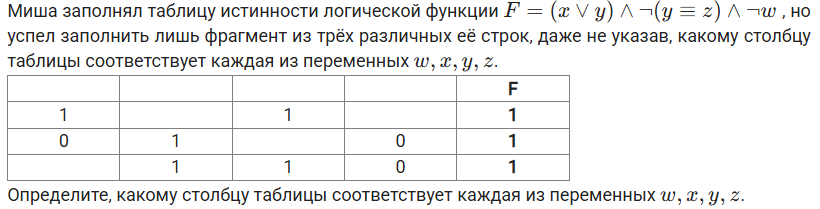 Миша заполнял таблицу истинности логической функции F = (x ∨ y) ∧ ¬(y ≡ z) ∧ ¬w , но
успел заполнить лишь фрагмент из трёх различных её строк, даже не указав, какому столбцу
таблицы соответствует каждая из переменных w, x, y, z.
F
1 1 1
0 1 0 1
1 1 0 1
Определите, какому столбцу таблицы соответствует каждая из переменных w, x, y, z.